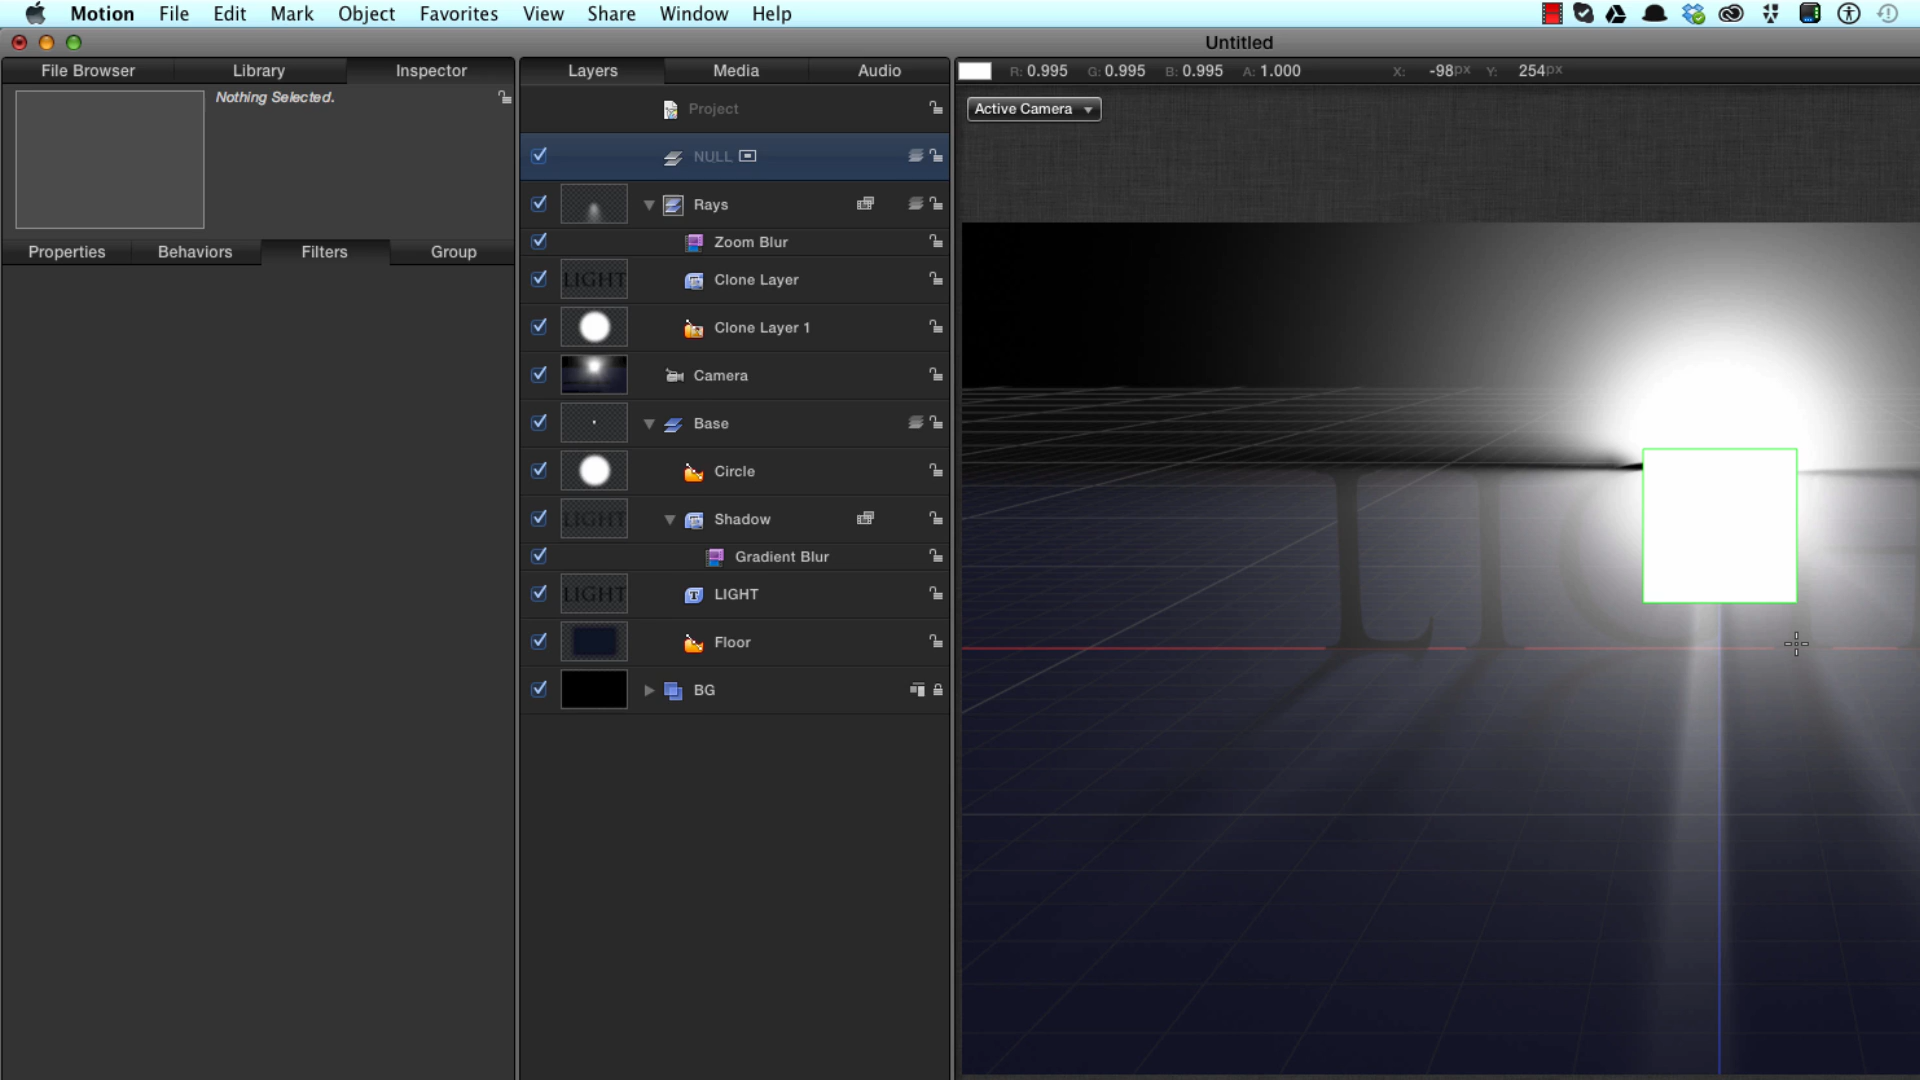 Motion File Edit Mark Object Favorites View Share Window Help
Untitled
File Browser Library Inspector Layers Media Audio R: 0.995 G: 0.995 B: 0.995 A: 1.000 X: -98px Y: 254px
Nothing Selected.
Project
Active Camera
NULL
Rays
Zoom Blur
Properties Behaviors Filters Group
LIGHT Clone Layer
Clone Layer 1
Camera
Base
Circle
LIGHT Shadow
Gradient Blur
LIGHT LIGHT
Floor
BG
LIG